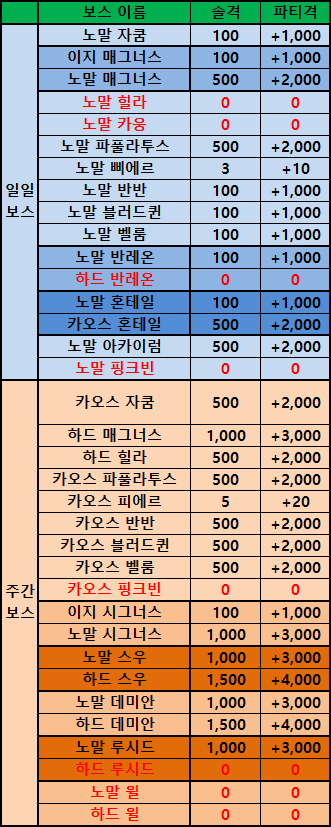 보스 이름 솔격 파티격
일일 보스
노말 자쿰 100 +1,000
이지 매그너스 100 +1,000
노말 매그너스 500 +2,000
노말 힐라 0 0
노말 카웅 0 0
노말 파풀라투스 500 +2,000
노말 삐에르 3 +10
노말 반반 100 +1,000
노말 블러드퀸 100 +1,000
노말 벨룸 100 +1,000
노말 반레온 100 +1,000
하드 반레온 0 0
노말 혼테일 100 +1,000
카오스 혼테일 500 +2,000
노말 아카이럼 500 +2,000
노말 핑크빈 0 0
주간 보스
카오스 자쿰 500 +2,000
하드 매그너스 1,000 +3,000
하드 힐라 500 +2,000
카오스 파풀라투스 500 +2,000
카오스 피에르 5 +20
카오스 반반 500 +2,000
카오스 블러드퀸 500 +2,000
카오스 벨룸 500 +2,000
카오스 핑크빈 0 0
이지 시그너스 100 +1,000
노말 시그너스 1,000 +3,000
노말 스우 1,000 +3,000
하드 스우 1,500 +4,000
노말 데미안 1,000 +3,000
하드 데미안 1,500 +4,000
노말 루시드 1,000 +3,000
하드 루시드 0 0
노말 윌 0 0
하드 윌 0 0